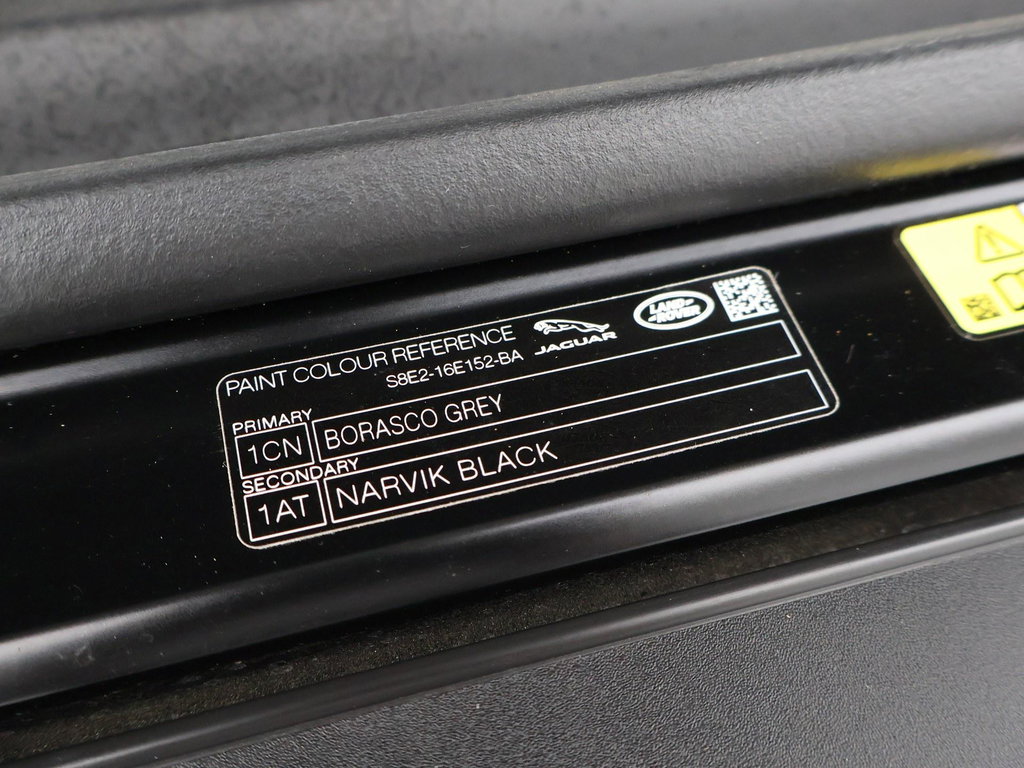 PAINT COLOUR REFERENCE
S8E2-16E152-BA
JAGUAR
LAND-
-ROVER
PRIMARY
1CN BORASCO GREY
SECONDARY
1AT NARVIK BLACK